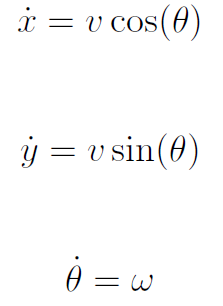 ẋ = v cos(θ)
ẏ = v sin(θ)
θ̇ = ω